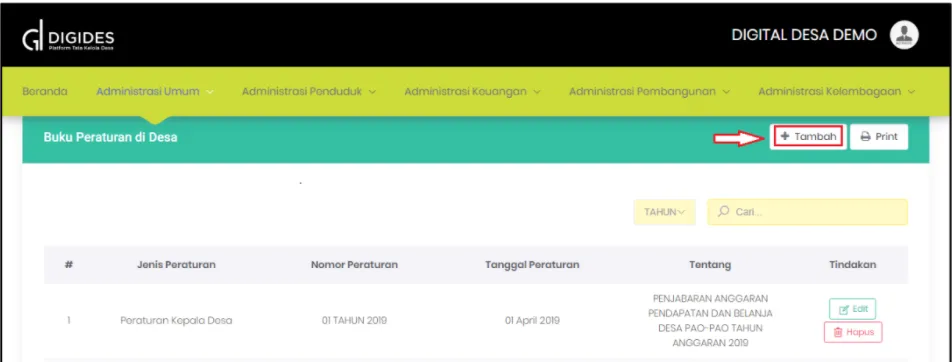 DIGIDES
Platform Tata Kelola Desa
DIGITAL DESA DEMO
Beranda Administrasi Umum Administrasi Penduduk Administrasi Keuangan Administrasi Pembangunan Administrasi Kelembagaan
Buku Peraturan di Desa
+ Tambah Print
TAHUN Cari...
# Jenis Peraturan Nomor Peraturan Tanggal Peraturan Tentang Tindakan
1 Peraturan Kepala Desa 01 TAHUN 2019 01 April 2019
PENJABARAN ANGGARAN
PENDAPATAN DAN BELANJA
DESA PAO-PAO TAHUN
ANGGARAN 2019
Edit
Hapus